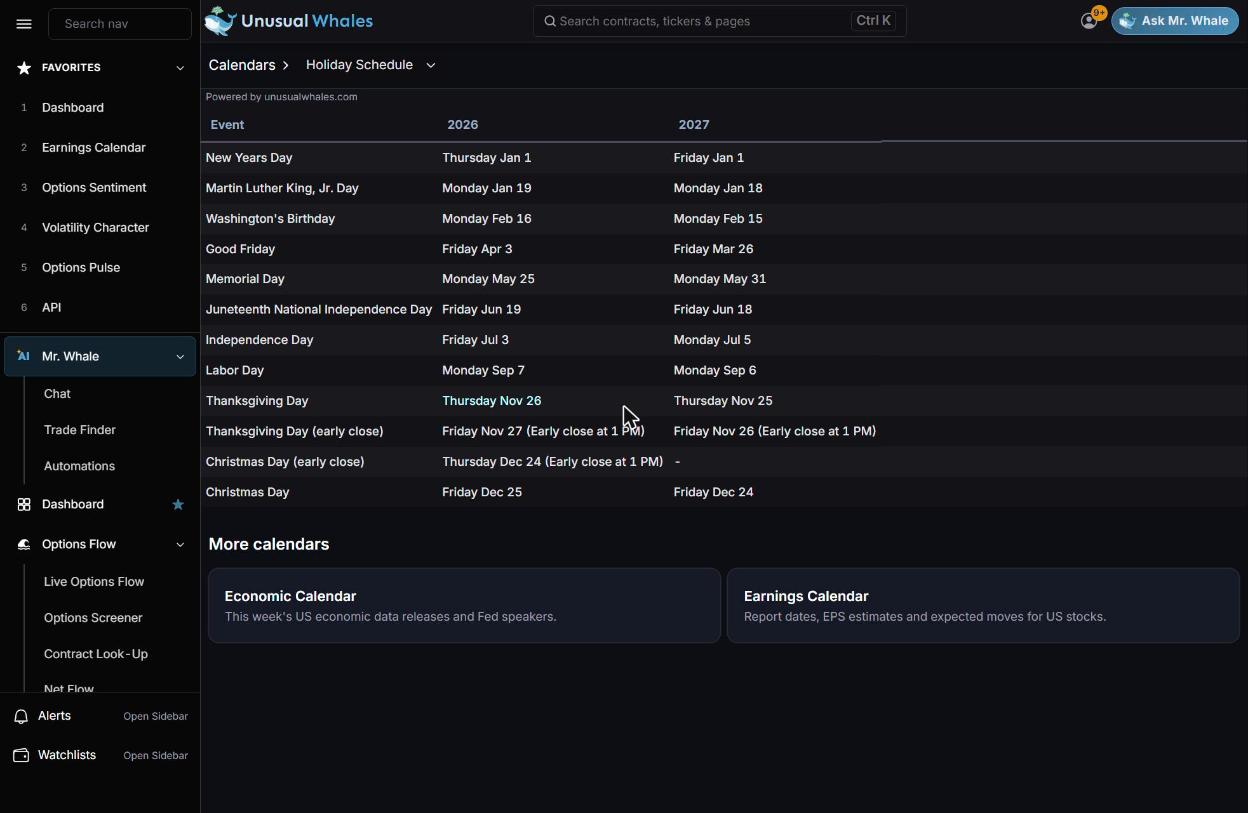 Search nav
Unusual Whales
Search contracts, tickers & pages Ctrl K
9+
Ask Mr. Whale
FAVORITES
1 Dashboard
2 Earnings Calendar
3 Options Sentiment
4 Volatility Character
5 Options Pulse
6 API
AI Mr. Whale
Chat
Trade Finder
Automations
Dashboard
Options Flow
Live Options Flow
Options Screener
Contract Look-Up
Net Flow
Alerts Open Sidebar
Watchlists Open Sidebar
Calendars > Holiday Schedule
Powered by unusualwhales.com
Event 2026 2027
New Years Day Thursday Jan 1 Friday Jan 1
Martin Luther King, Jr. Day Monday Jan 19 Monday Jan 18
Washington's Birthday Monday Feb 16 Monday Feb 15
Good Friday Friday Apr 3 Friday Mar 26
Memorial Day Monday May 25 Monday May 31
Juneteenth National Independence Day Friday Jun 19 Friday Jun 18
Independence Day Friday Jul 3 Monday Jul 5
Labor Day Monday Sep 7 Monday Sep 6
Thanksgiving Day Thursday Nov 26 Thursday Nov 25
Thanksgiving Day (early close) Friday Nov 27 (Early close at 1 PM) Friday Nov 26 (Early close at 1 PM)
Christmas Day (early close) Thursday Dec 24 (Early close at 1 PM) -
Christmas Day Friday Dec 25 Friday Dec 24
More calendars
Economic Calendar
This week's US economic data releases and Fed speakers.
Earnings Calendar
Report dates, EPS estimates and expected moves for US stocks.